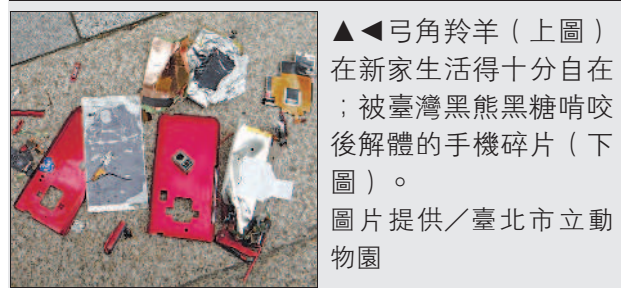 ▲◀弓角羚羊（上圖）
在新家生活得十分自在
；被臺灣黑熊黑糖啃咬
後解體的手機碎片（下
圖）。
圖片提供／臺北市立動
物園